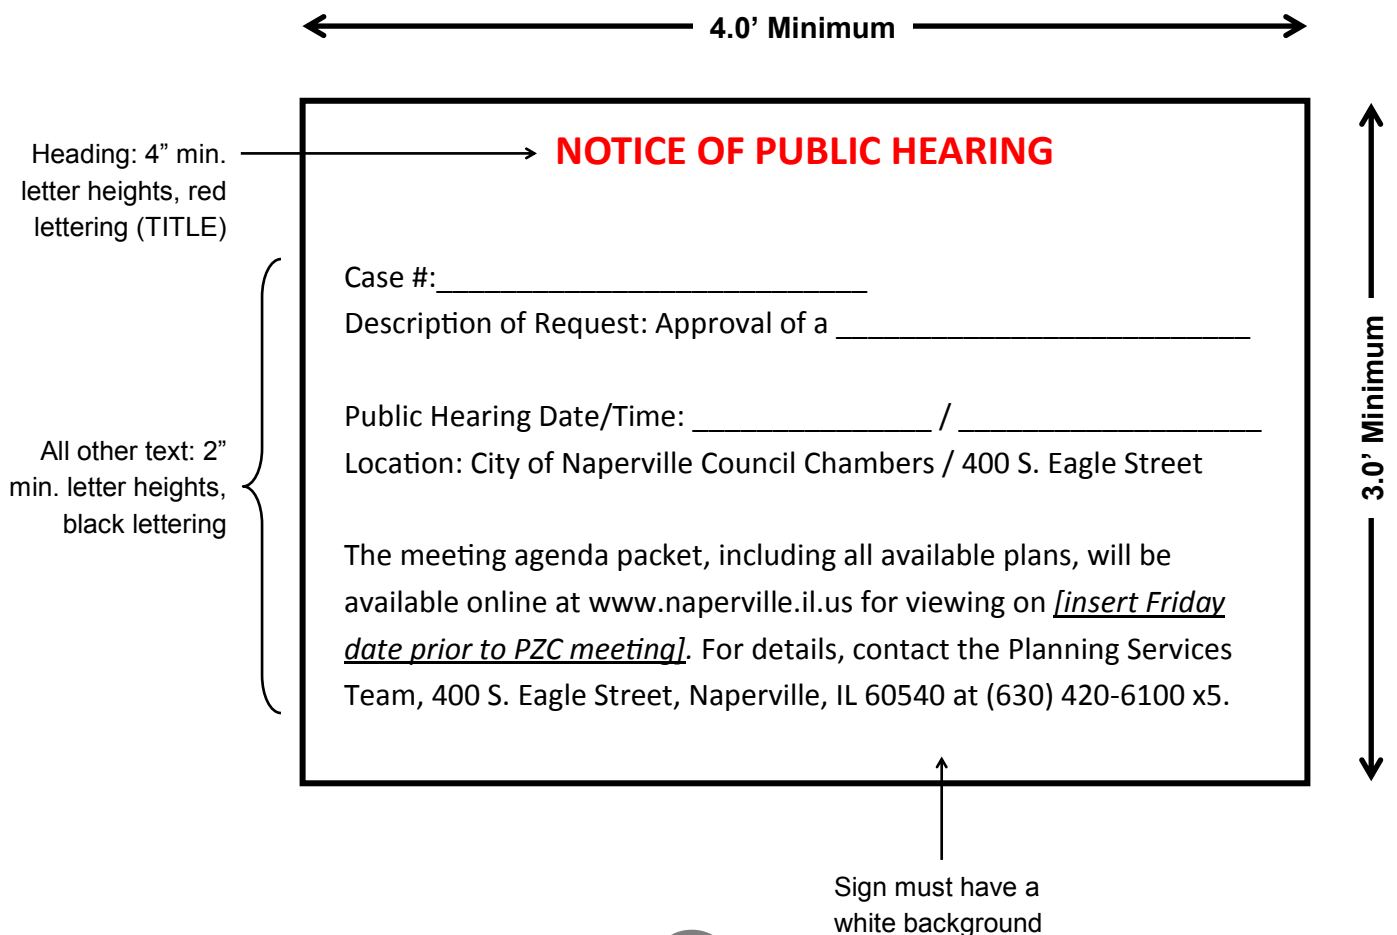 4.0’ Minimum
Heading: 4” min.
letter heights, red
lettering (TITLE)
NOTICE OF PUBLIC HEARING
Case #:___________________________
Description of Request: Approval of a __________________________
Public Hearing Date/Time: _______________ / ___________________
Location: City of Naperville Council Chambers / 400 S. Eagle Street
All other text: 2”
min. letter heights,
black lettering
The meeting agenda packet, including all available plans, will be
available online at www.naperville.il.us for viewing on [insert Friday
date prior to PZC meeting]. For details, contact the Planning Services
Team, 400 S. Eagle Street, Naperville, IL 60540 at (630) 420-6100 x5.
3.0’ Minimum
Sign must have a
white background